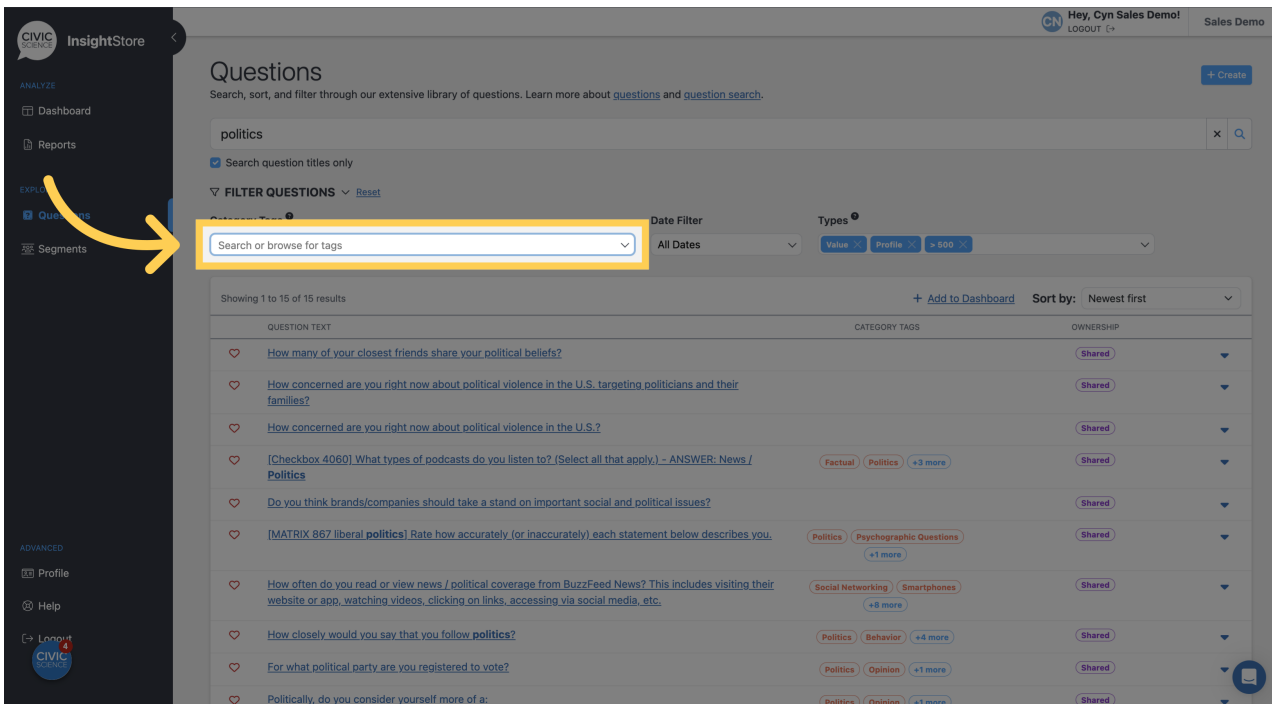 CIVIC
SCIENCE
InsightStore
CN
Hey, Cyn Sales Demo!
LOGOUT
Sales Demo
ANALYZE
Dashboard
Reports
EXPLO
Questions
Segments
ADVANCED
Profile
Help
Logout
4
CIVIC
SCIENCE
Questions
+ Create
Search, sort, and filter through our extensive library of questions. Learn more about questions and question search.
politics
Search question titles only
FILTER QUESTIONS Reset
Category Tags
Date Filter
Types
Search or browse for tags
All Dates
Value Profile > 500
Showing 1 to 15 of 15 results
+ Add to Dashboard
Sort by: Newest first
QUESTION TEXT CATEGORY TAGS OWNERSHIP
How many of your closest friends share your political beliefs? Shared
How concerned are you right now about political violence in the U.S. targeting politicians and their Shared
families?
How concerned are you right now about political violence in the U.S.? Shared
[Checkbox 4060] What types of podcasts do you listen to? (Select all that apply.) - ANSWER: News / Factual Politics +3 more Shared
Politics
Do you think brands/companies should take a stand on important social and political issues? Shared
[MATRIX 867 liberal politics] Rate how accurately (or inaccurately) each statement below describes you. Politics Psychographic Questions Shared
+1 more
How often do you read or view news / political coverage from BuzzFeed News? This includes visiting their Social Networking Smartphones Shared
website or app, watching videos, clicking on links, accessing via social media, etc. +8 more
How closely would you say that you follow politics? Politics Behavior +4 more Shared
For what political party are you registered to vote? Politics Opinion +1 more Shared
Politically, do you consider yourself more of a: Politics Opinion +1 more Shared